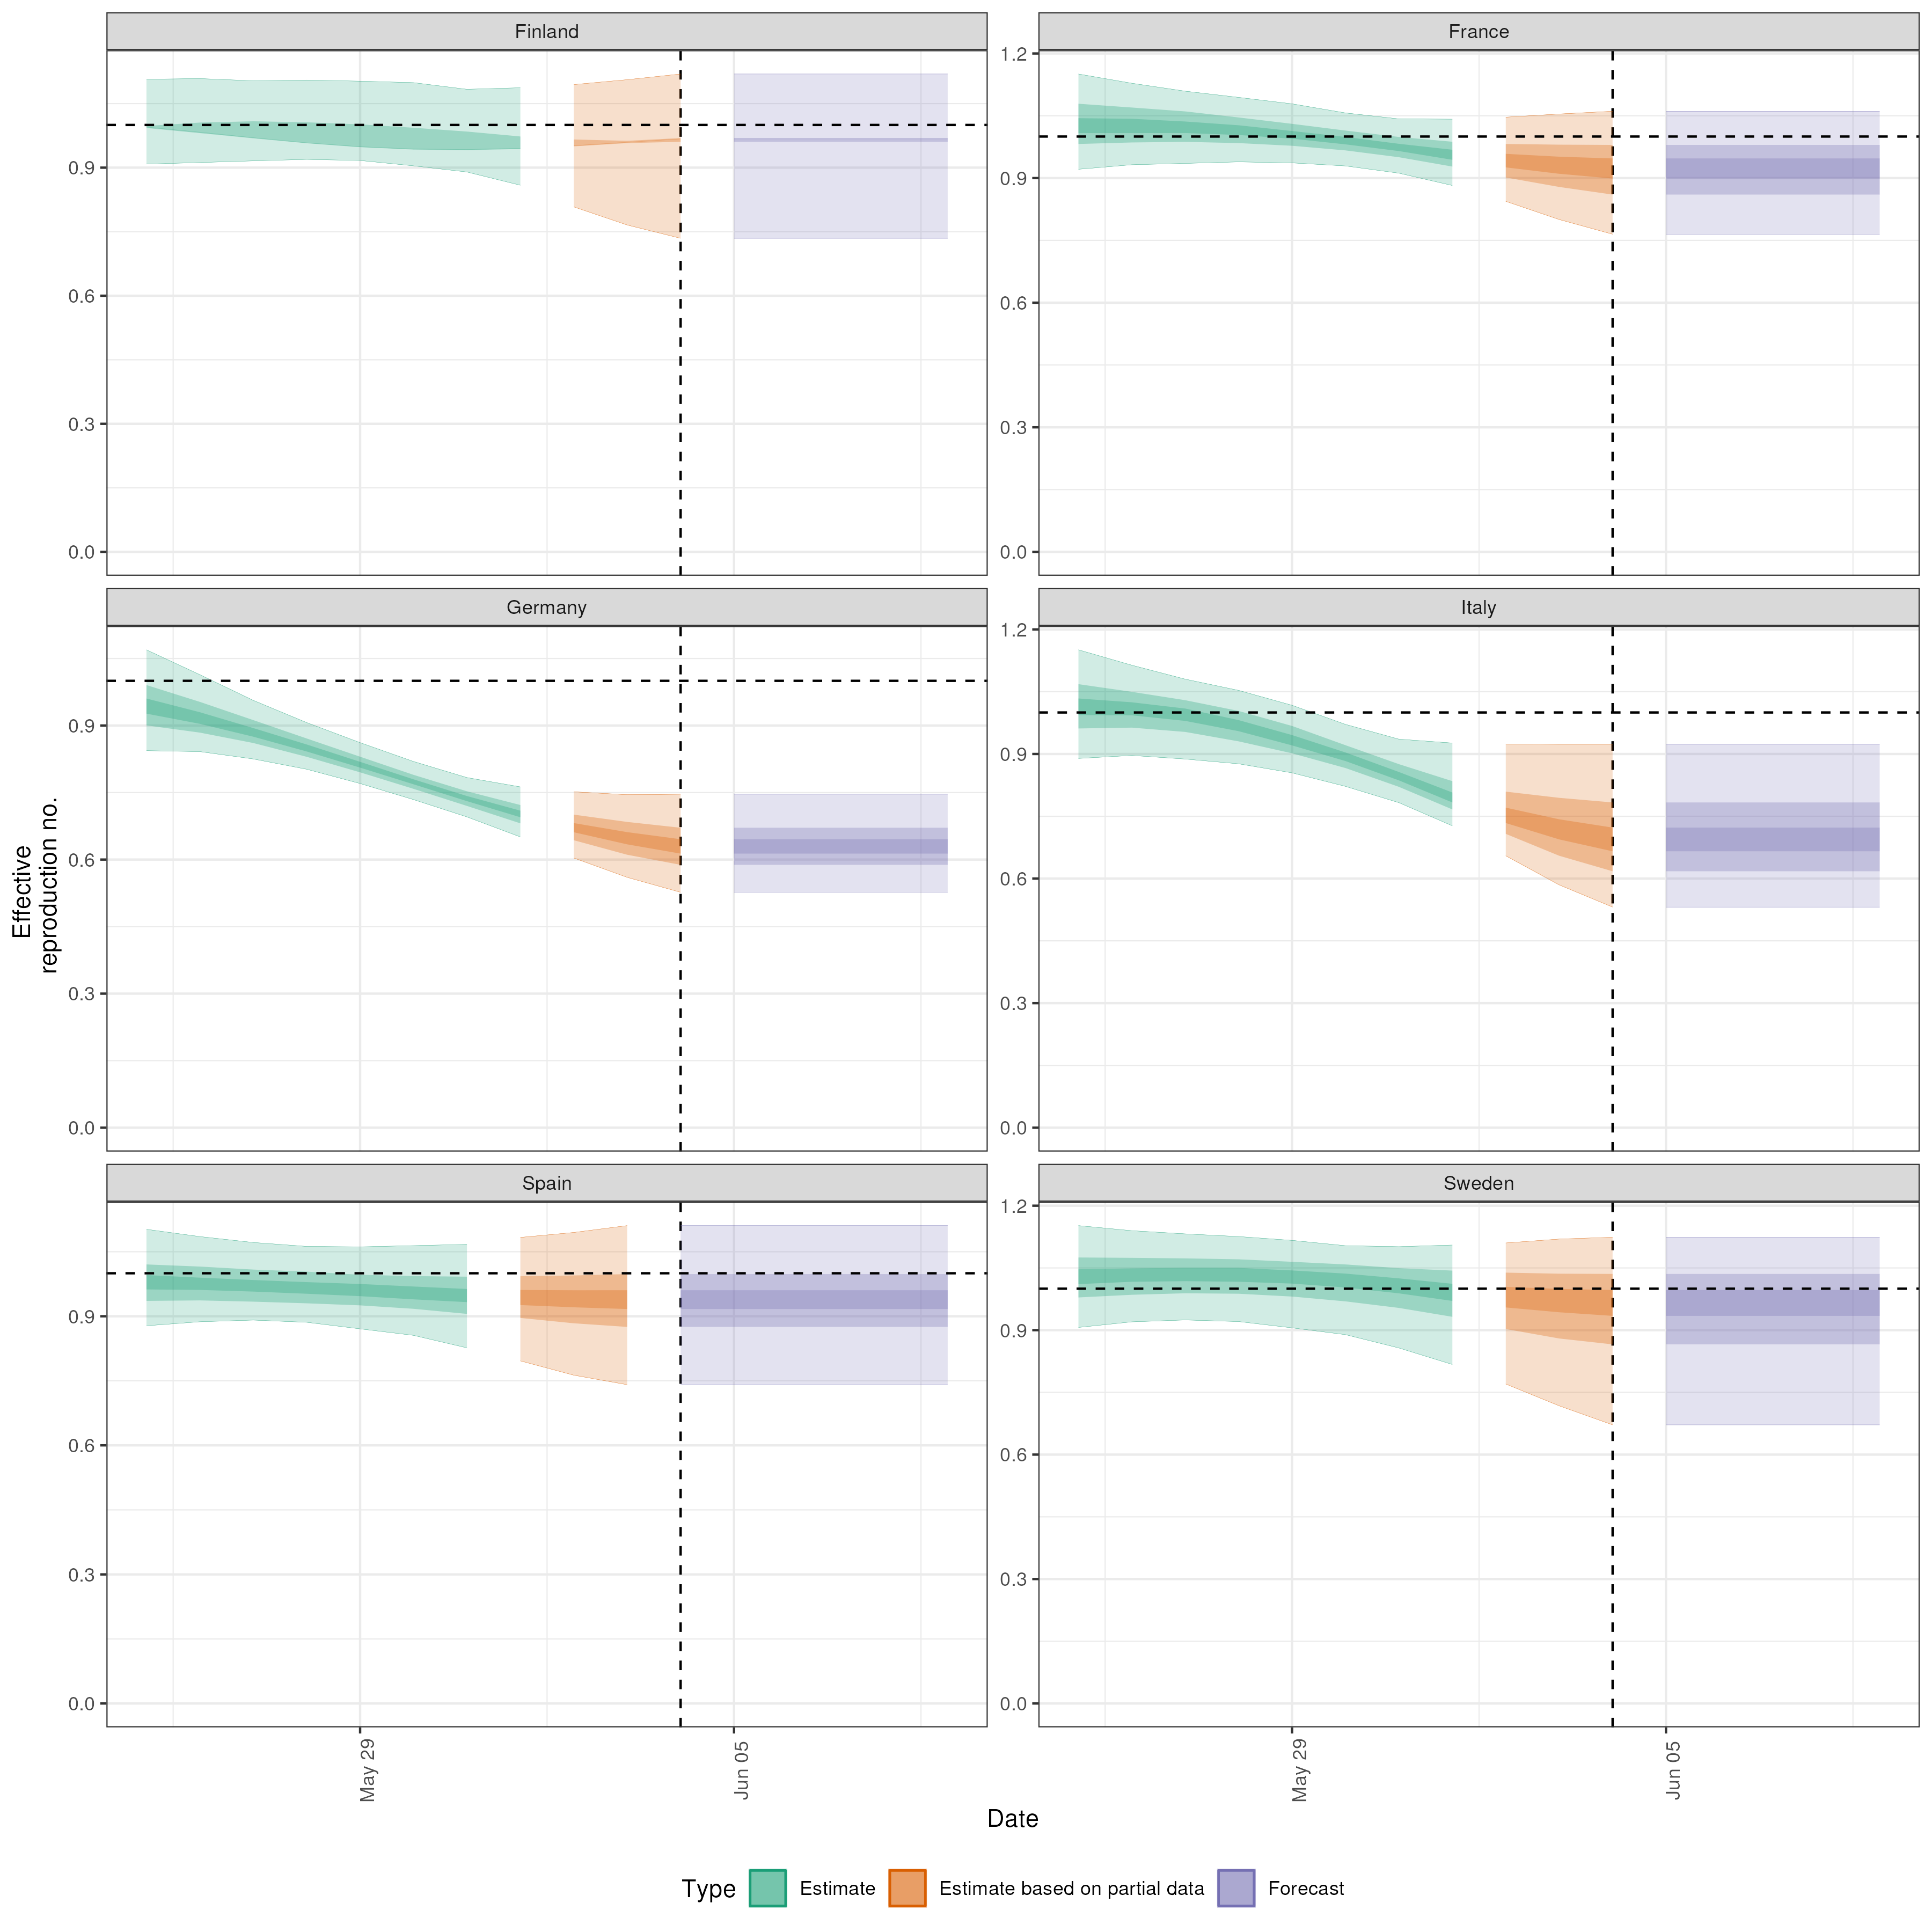 Finland
France
0.9
0.6
0.3
0.0
1.2
0.9
0.6
0.3
0.0
Germany
Italy
0.9
0.6
0.3
0.0
1.2
0.9
0.6
0.3
0.0
Effective
reproduction no.
Spain
Sweden
0.9
0.6
0.3
0.0
1.2
0.9
0.6
0.3
0.0
May 29
Jun 05
May 29
Jun 05
Date
Type
Estimate
Estimate based on partial data
Forecast